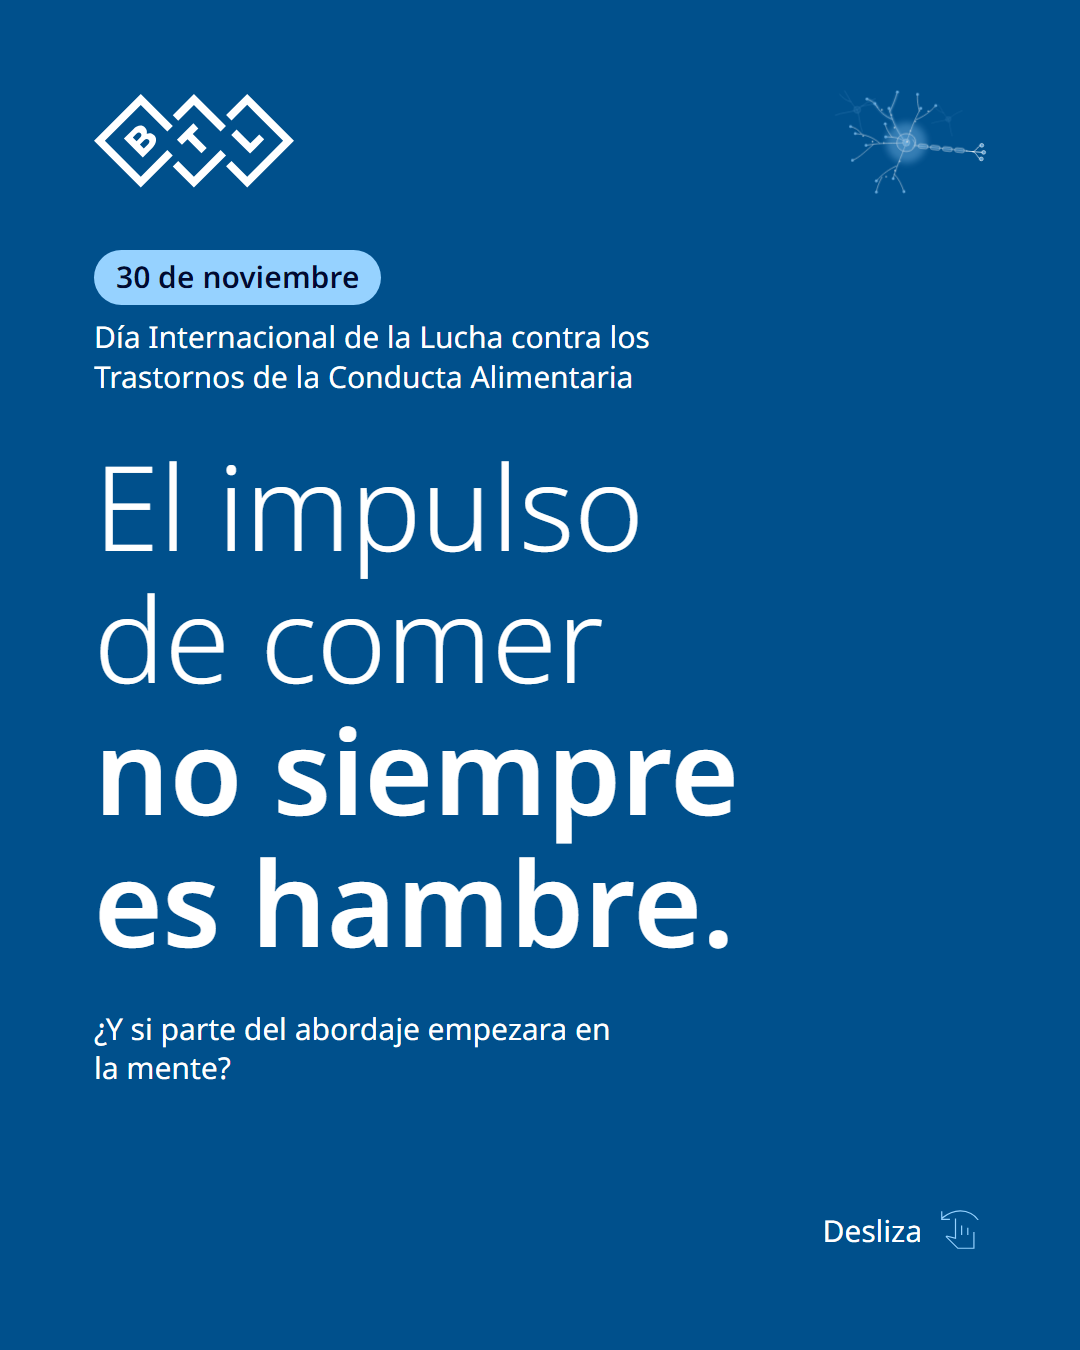 BTL
30 de noviembre
Día Internacional de la Lucha contra los
Trastornos de la Conducta Alimentaria
El impulso
de comer
no siempre
es hambre.
¿Y si parte del abordaje empezara en
la mente?
Desliza